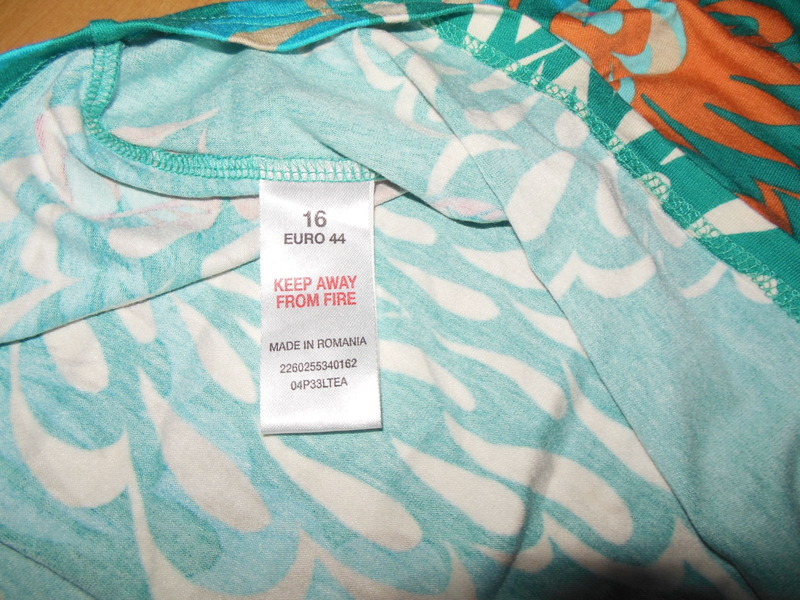 16
EURO 44
KEEP AWAY
FROM FIRE
MADE IN ROMANIA
2260255340162
04P33LTEA